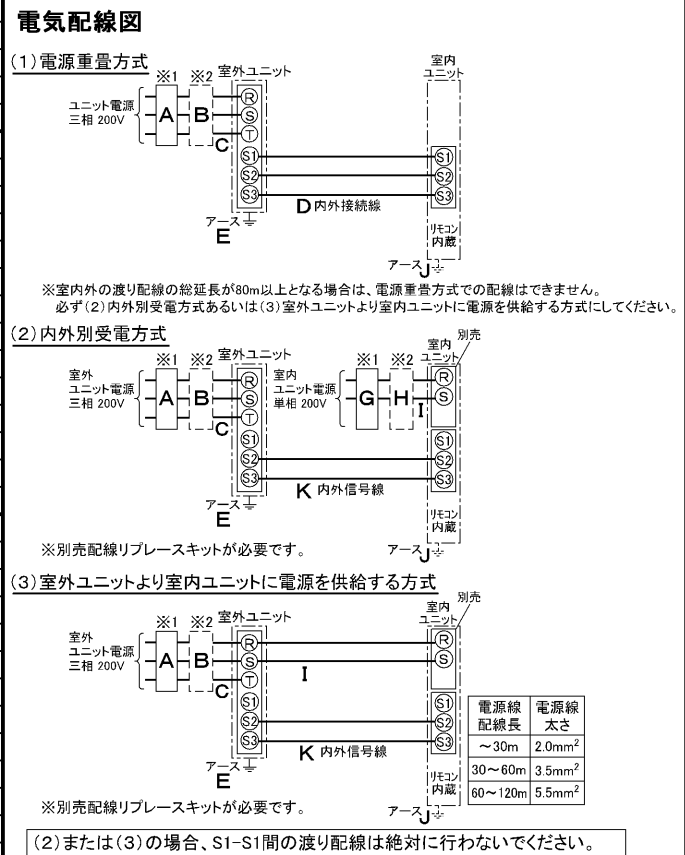 電気配線図
(1)電源重畳方式
※1 ※2 室外ユニット
室内
ユニット
ユニット電源
三相 200V
A
B
C
R
S
T
S1
S2
S3
S1
S2
S3
D内外接続線
アース
E
リモコン
内蔵
アース
J
※室内外の渡り配線の総延長が80m以上となる場合は、電源重畳方式での配線はできません。
必ず(2)内外別受電方式あるいは(3)室外ユニットより室内ユニットに電源を供給する方式にしてください。
(2)内外別受電方式
※1 ※2 室外ユニット
※1 ※2
室内
ユニット
別売
室外
ユニット電源
三相 200V
A
B
C
R
S
T
S1
S2
S3
室内
ユニット電源
単相 200V
G
H
I
R
S
S1
S2
S3
K 内外信号線
アース
E
リモコン
内蔵
アース
J
※別売配線リプレースキットが必要です。
(3)室外ユニットより室内ユニットに電源を供給する方式
※1 ※2 室外ユニット
室内
ユニット
別売
室外
ユニット電源
三相 200V
A
B
C
R
S
T
S1
S2
S3
I
R
S
S1
S2
S3
K 内外信号線
アース
E
リモコン
内蔵
アース
J
電源線
配線長
電源線
太さ
～30m 2.0mm²
30～60m 3.5mm²
60～120m 5.5mm²
※別売配線リプレースキットが必要です。
(2)または(3)の場合、S1-S1間の渡り配線は絶対に行わないでください。